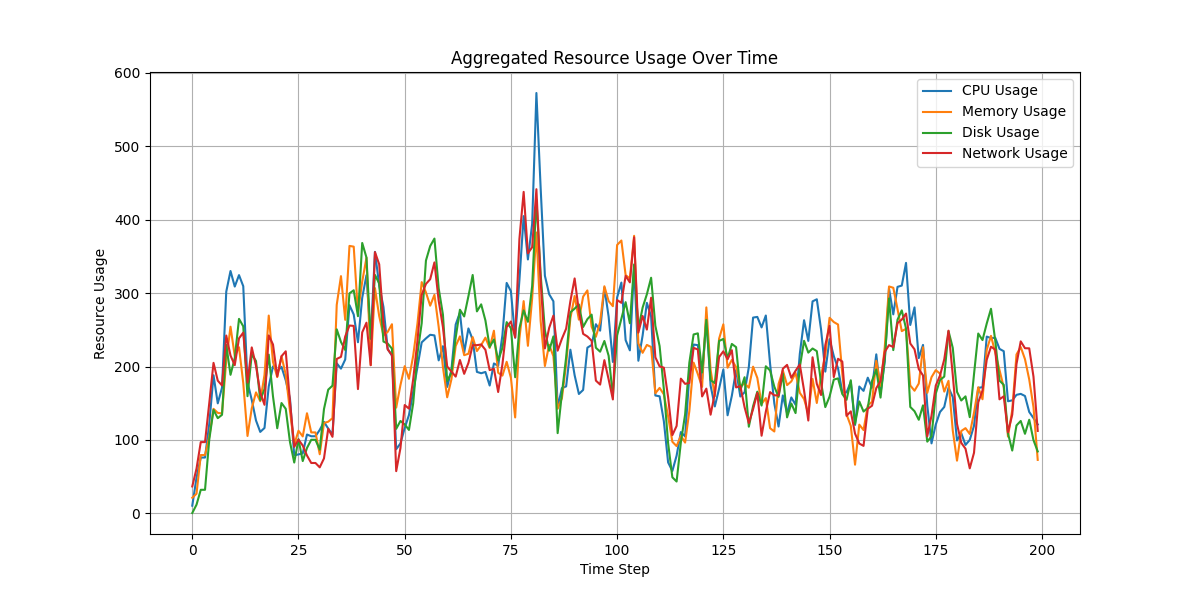 Aggregated Resource Usage Over Time
CPU Usage
Memory Usage
Disk Usage
Network Usage
Resource Usage
600
500
400
300
200
100
0
0 25 50 75 100 125 150 175 200
Time Step